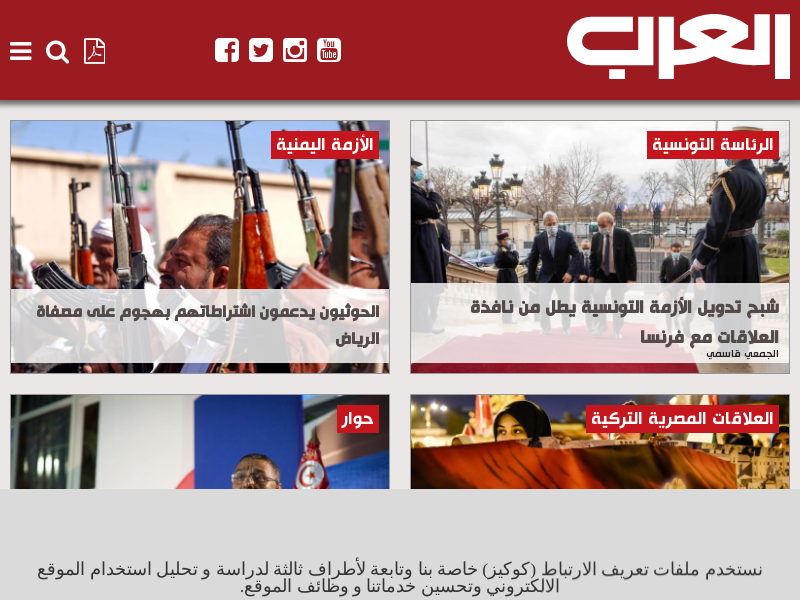 العرب
You
Tube
الرئاسة التونسية
شبح تدويل الأزمة التونسية يطل من نافذة
العلاقات مع فرنسا
الجمعي قاسمي
الأزمة اليمنية
الحوثيون يدعمون اشتراطاتهم بهجوم على مصفاة
الرياض
العلاقات المصرية التركية
حوار
نستخدم ملفات تعريف الارتباط (كوكيز) خاصة بنا وتابعة لأطراف ثالثة لدراسة و تحليل استخدام الموقع
الالكتروني وتحسين خدماتنا و وظائف الموقع.